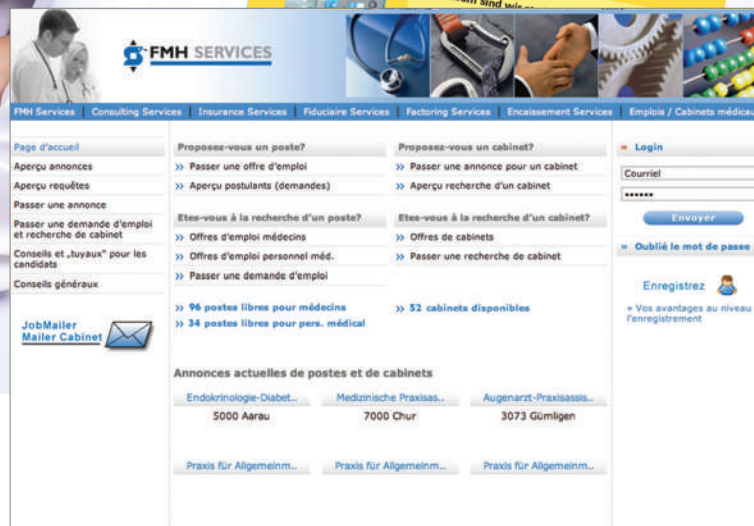 sind wir
FMH SERVICES
FMH Services
Consulting Services
Insurance Services
Fiduciaire Services
Factoring Services
Encaissement Services
Emplois / Cabinets médicau
Page d'accueil
Aperçu annonces
Aperçu requêtes
Passer une annonce
Passer une demande d'emploi
et recherche de cabinet
Conseils et „tuyaux" pour les
candidats
Conseils généraux
JobMailer
Mailer Cabinet
Proposez-vous un poste?
>> Passer une offre d'emploi
>> Aperçu postulants (demandes)
Etes-vous à la recherche d'un poste?
>> Offres d'emploi médecins
>> Offres d'emploi personnel méd.
>> Passer une demande d'emploi
>> 96 postes libres pour médecins
>> 34 postes libres pour pers. médical
Proposez-vous un cabinet?
>> Passer une annonce pour un cabinet
>> Aperçu recherche d'un cabinet
Etes-vous à la recherche d'un cabinet?
>> Offres de cabinets
>> Passer une recherche de cabinet
>> 52 cabinets disponibles
Annonces actuelles de postes et de cabinets
Endokrinologie-Diabet..
5000 Aarau
Medizinische Praxisas..
7000 Chur
Augenarzt-Praxisassis..
3073 Gümligen
Praxis für Allgemeinm..
Praxis für Allgemeinm..
Praxis für Allgemeinm..
» Login
Courriel
••••••
Envoyer
» Oublié le mot de passe
Enregistrez
» Vos avantages au niveau
l'enregistrement